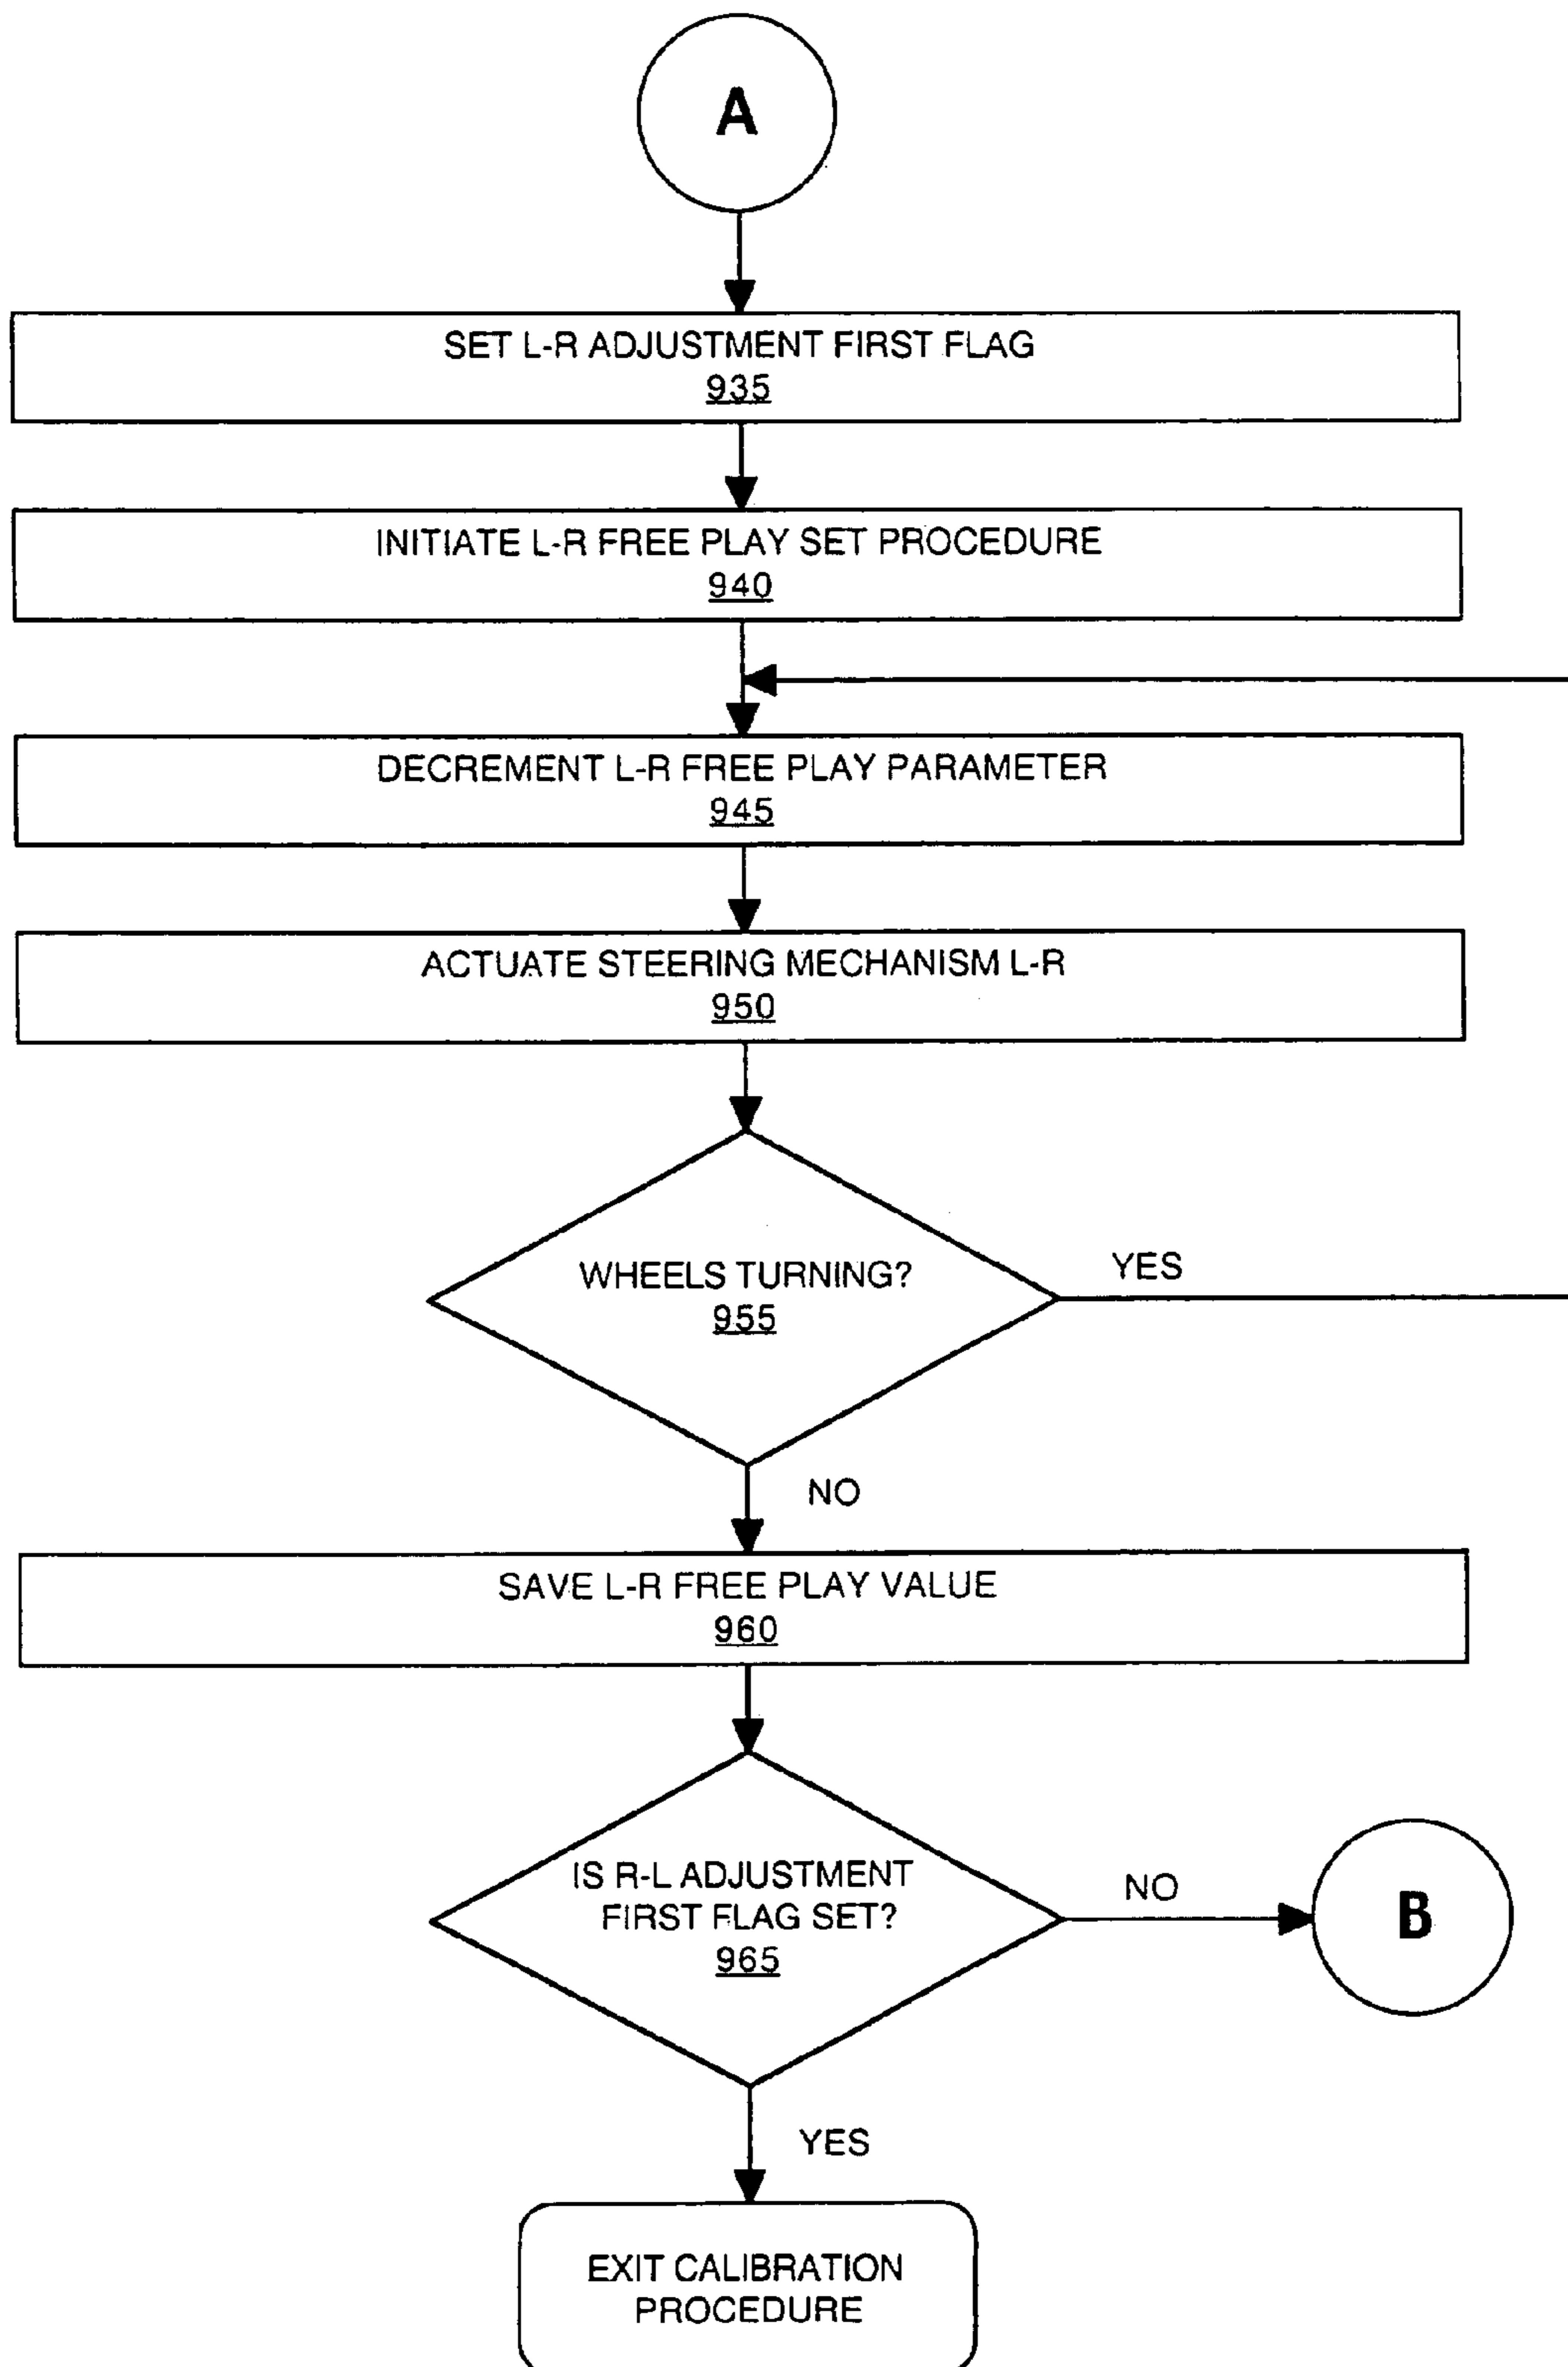 A
SET L-R ADJUSTMENT FIRST FLAG
935
INITIATE L-R FREE PLAY SET PROCEDURE
940
DECREMENT L-R FREE PLAY PARAMETER
945
ACTUATE STEERING MECHANISM L-R
950
WHEELS TURNING?
955
YES
NO
SAVE L-R FREE PLAY VALUE
960
IS R-L ADJUSTMENT
FIRST FLAG SET?
965
NO
B
YES
EXIT CALIBRATION
PROCEDURE